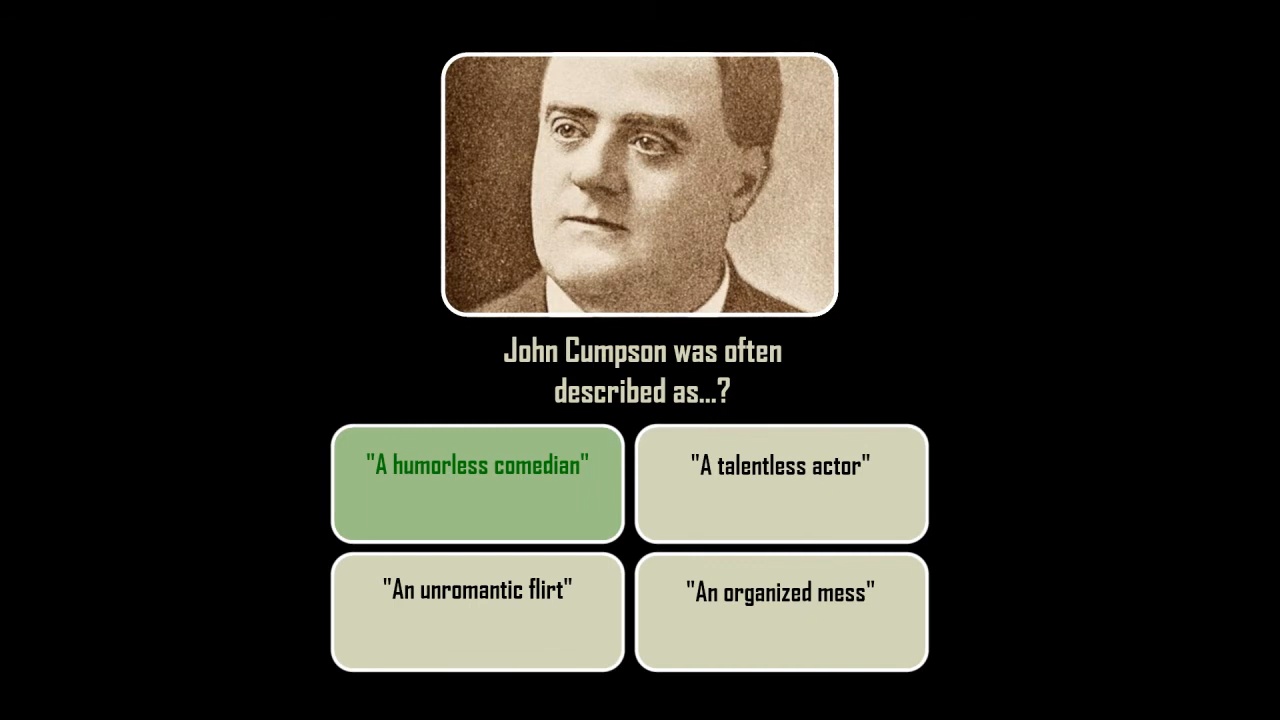 John Cumpson was often
described as...?
"A humorless comedian"
"A talentless actor"
"An unromantic flirt"
"An organized mess"